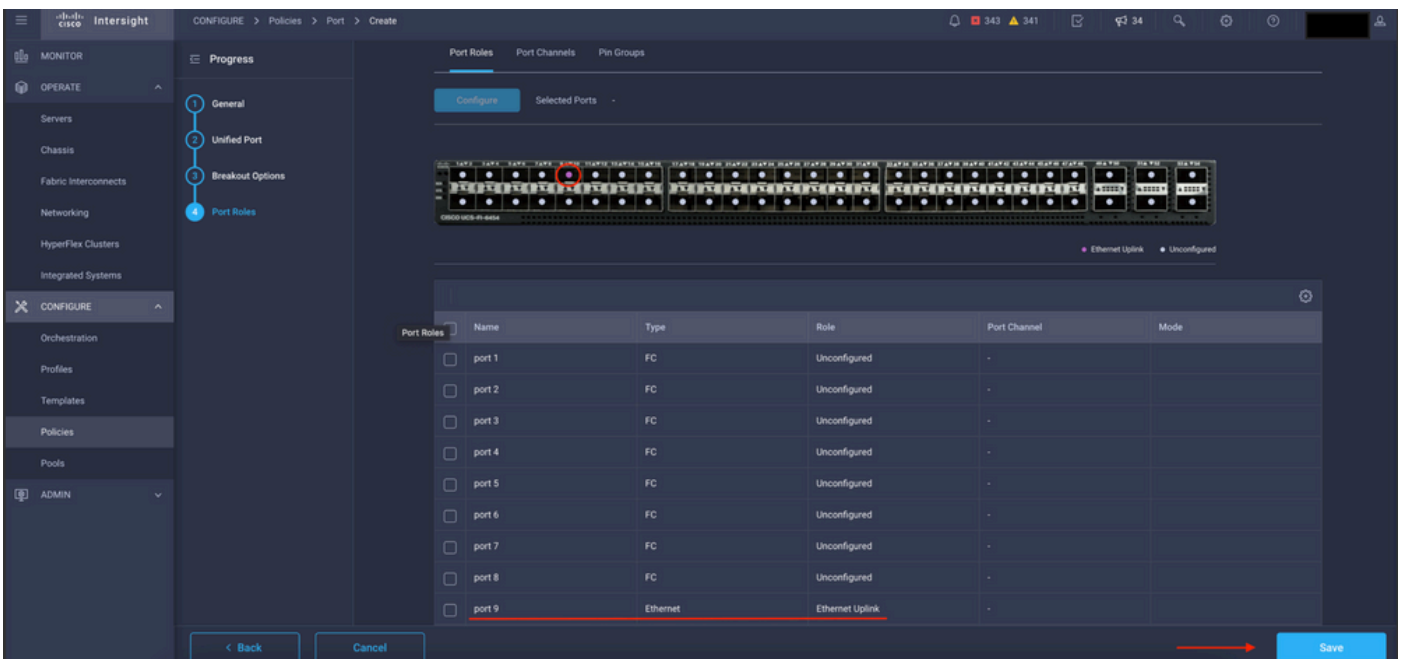 cisco Intersight
CONFIGURE > Policies > Port > Create
343 341 34
MONITOR
OPERATE
Servers
Chassis
Fabric Interconnects
Networking
HyperFlex Clusters
Integrated Systems
CONFIGURE
Orchestration
Profiles
Templates
Policies
Pools
ADMIN
Progress
1 General
2 Unified Port
3 Breakout Options
4 Port Roles
Port Roles Port Channels Pin Groups
Configure Selected Ports -
CISCO UCS-FI-6454
Ethernet Uplink Unconfigured
Port Roles
Name Type Role Port Channel Mode
port 1 FC Unconfigured -
port 2 FC Unconfigured -
port 3 FC Unconfigured -
port 4 FC Unconfigured -
port 5 FC Unconfigured -
port 6 FC Unconfigured -
port 7 FC Unconfigured -
port 8 FC Unconfigured -
port 9 Ethernet Ethernet Uplink -
< Back Cancel Save